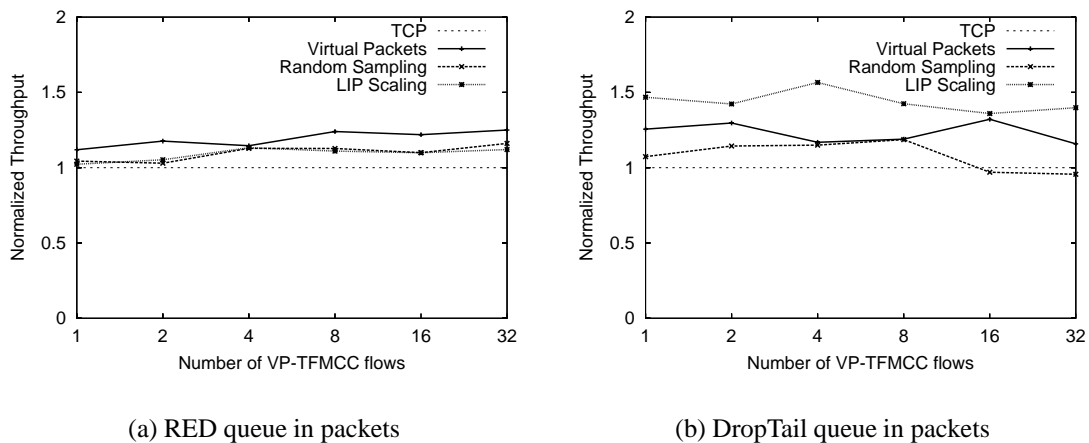 2
TCP
Virtual Packets
Random Sampling
LIP Scaling
1.5
1
0.5
0
Normalized Throughput
1 2 4 8 16 32
Number of VP-TFMCC flows
(a) RED queue in packets
2
TCP
Virtual Packets
Random Sampling
LIP Scaling
1.5
1
0.5
0
Normalized Throughput
1 2 4 8 16 32
Number of VP-TFMCC flows
(b) DropTail queue in packets